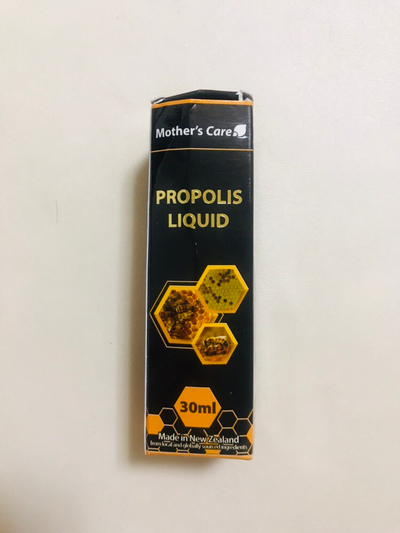 Mother's Care
PROPOLIS
LIQUID
30ml
Made in New Zealand
from local and globally sourced ingredients